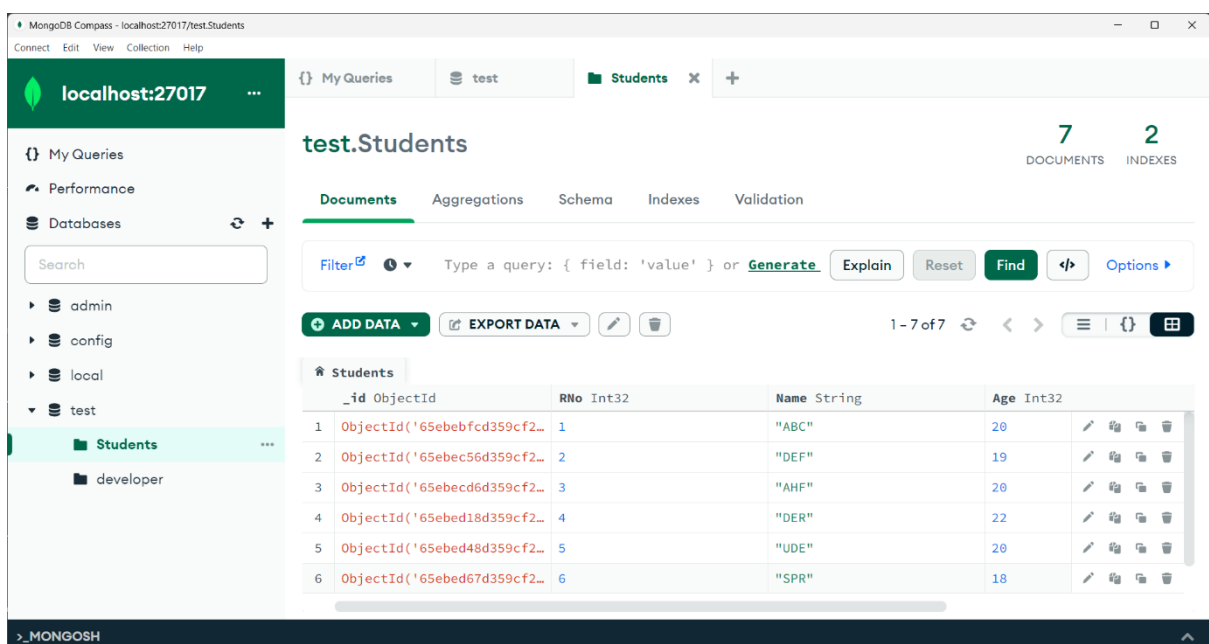 MongoDB Compass - localhost:27017/test.Students
Connect Edit View Collection Help
localhost:27017 ...
{} My Queries
Performance
Databases
Search
admin
config
local
test
Students ...
developer
{} My Queries test Students
test.Students
7 DOCUMENTS 2 INDEXES
Documents Aggregations Schema Indexes Validation
Filter Type a query: { field: 'value' } or Generate Explain Reset Find </> Options
ADD DATA EXPORT DATA 1 – 7 of 7 {}
Students
_id ObjectId RNo Int32 Name String Age Int32
1 ObjectId('65ebebfcd359cf2… 1 "ABC" 20
2 ObjectId('65ebec56d359cf2… 2 "DEF" 19
3 ObjectId('65ebecd6d359cf2… 3 "AHF" 20
4 ObjectId('65ebed18d359cf2… 4 "DER" 22
5 ObjectId('65ebed48d359cf2… 5 "UDE" 20
6 ObjectId('65ebed67d359cf2… 6 "SPR" 18
>_MONGOSH